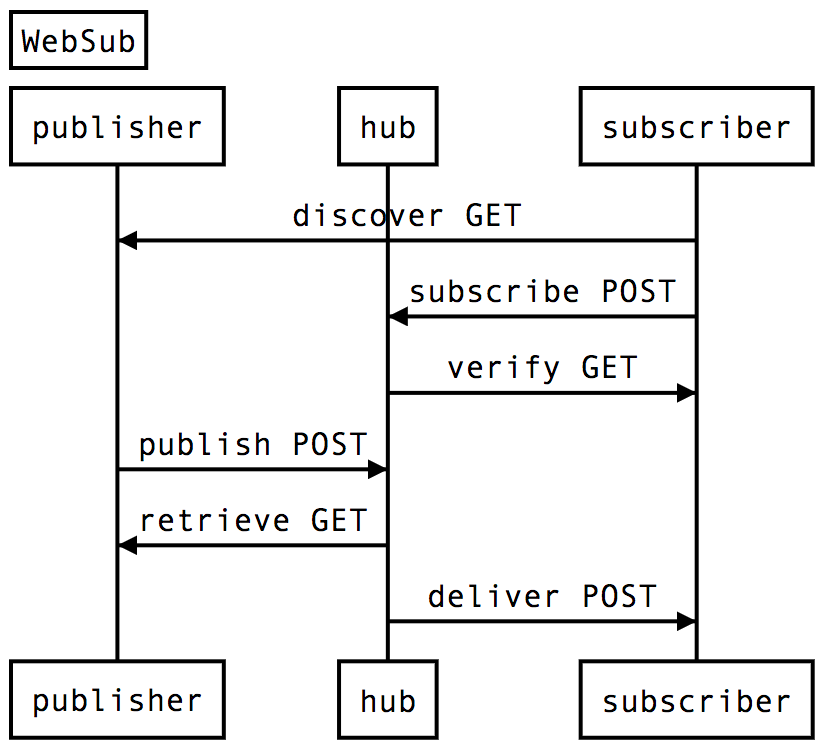 WebSub
publisher hub subscriber
discover GET
subscribe POST
verify GET
publish POST
retrieve GET
deliver POST
publisher hub subscriber